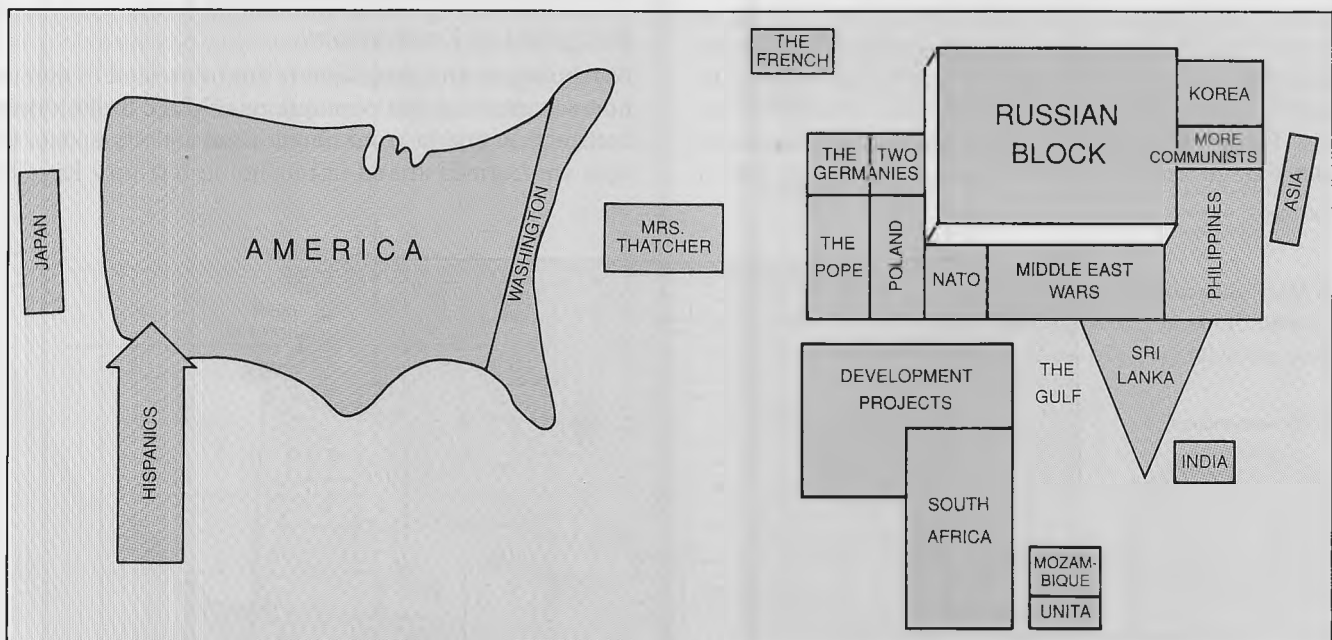 JAPAN
AMERICA
WASHINGTON
HISPANICS
MRS.
THATCHER
THE
FRENCH
RUSSIAN
BLOCK
KOREA
MORE
COMMUNISTS
ASIA
THE TWO
GERMANIES
THE
POPE
POLAND
NATO
MIDDLE EAST
WARS
PHILIPPINES
DEVELOPMENT
PROJECTS
THE
GULF
SRI
LANKA
INDIA
SOUTH
AFRICA
MOZAM-
BIQUE
UNITA